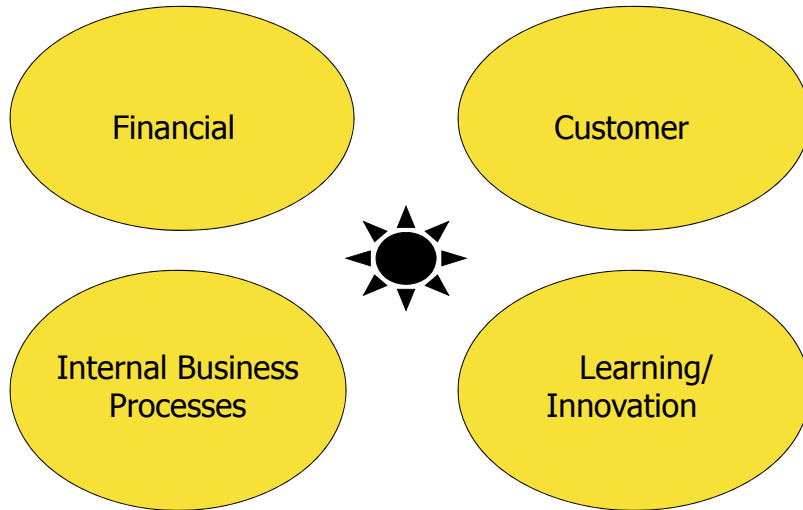 Financial
Customer
Internal Business
Processes
Learning/
Innovation